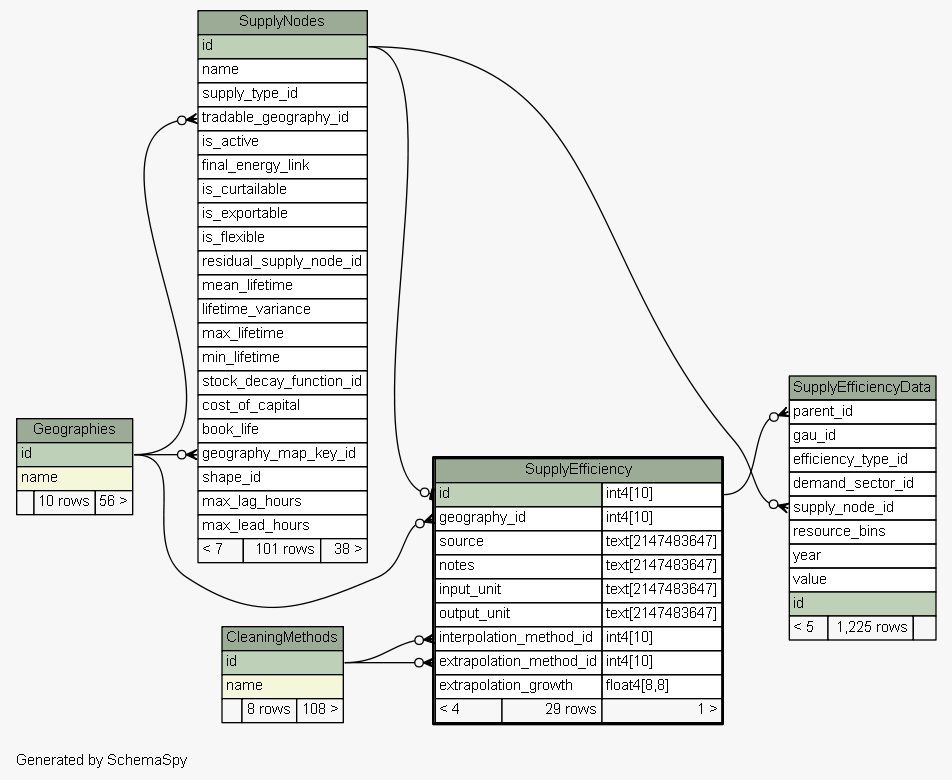 SupplyNodes
id
name
supply_type_id
tradable_geography_id
is_active
final_energy_link
is_curtailable
is_exportable
is_flexible
residual_supply_node_id
mean_lifetime
lifetime_variance
max_lifetime
min_lifetime
stock_decay_function_id
cost_of_capital
book_life
geography_map_key_id
shape_id
max_lag_hours
max_lead_hours
< 7 101 rows 38 >
Geographies
id
name
10 rows 56 >
SupplyEfficiency
id int4[10]
geography_id int4[10]
source text[2147483647]
notes text[2147483647]
input_unit text[2147483647]
output_unit text[2147483647]
interpolation_method_id int4[10]
extrapolation_method_id int4[10]
extrapolation_growth float4[8,8]
< 4 29 rows 1 >
SupplyEfficiencyData
parent_id
gau_id
efficiency_type_id
demand_sector_id
supply_node_id
resource_bins
year
value
id
< 5 1,225 rows
CleaningMethods
id
name
8 rows 108 >
Generated by SchemaSpy